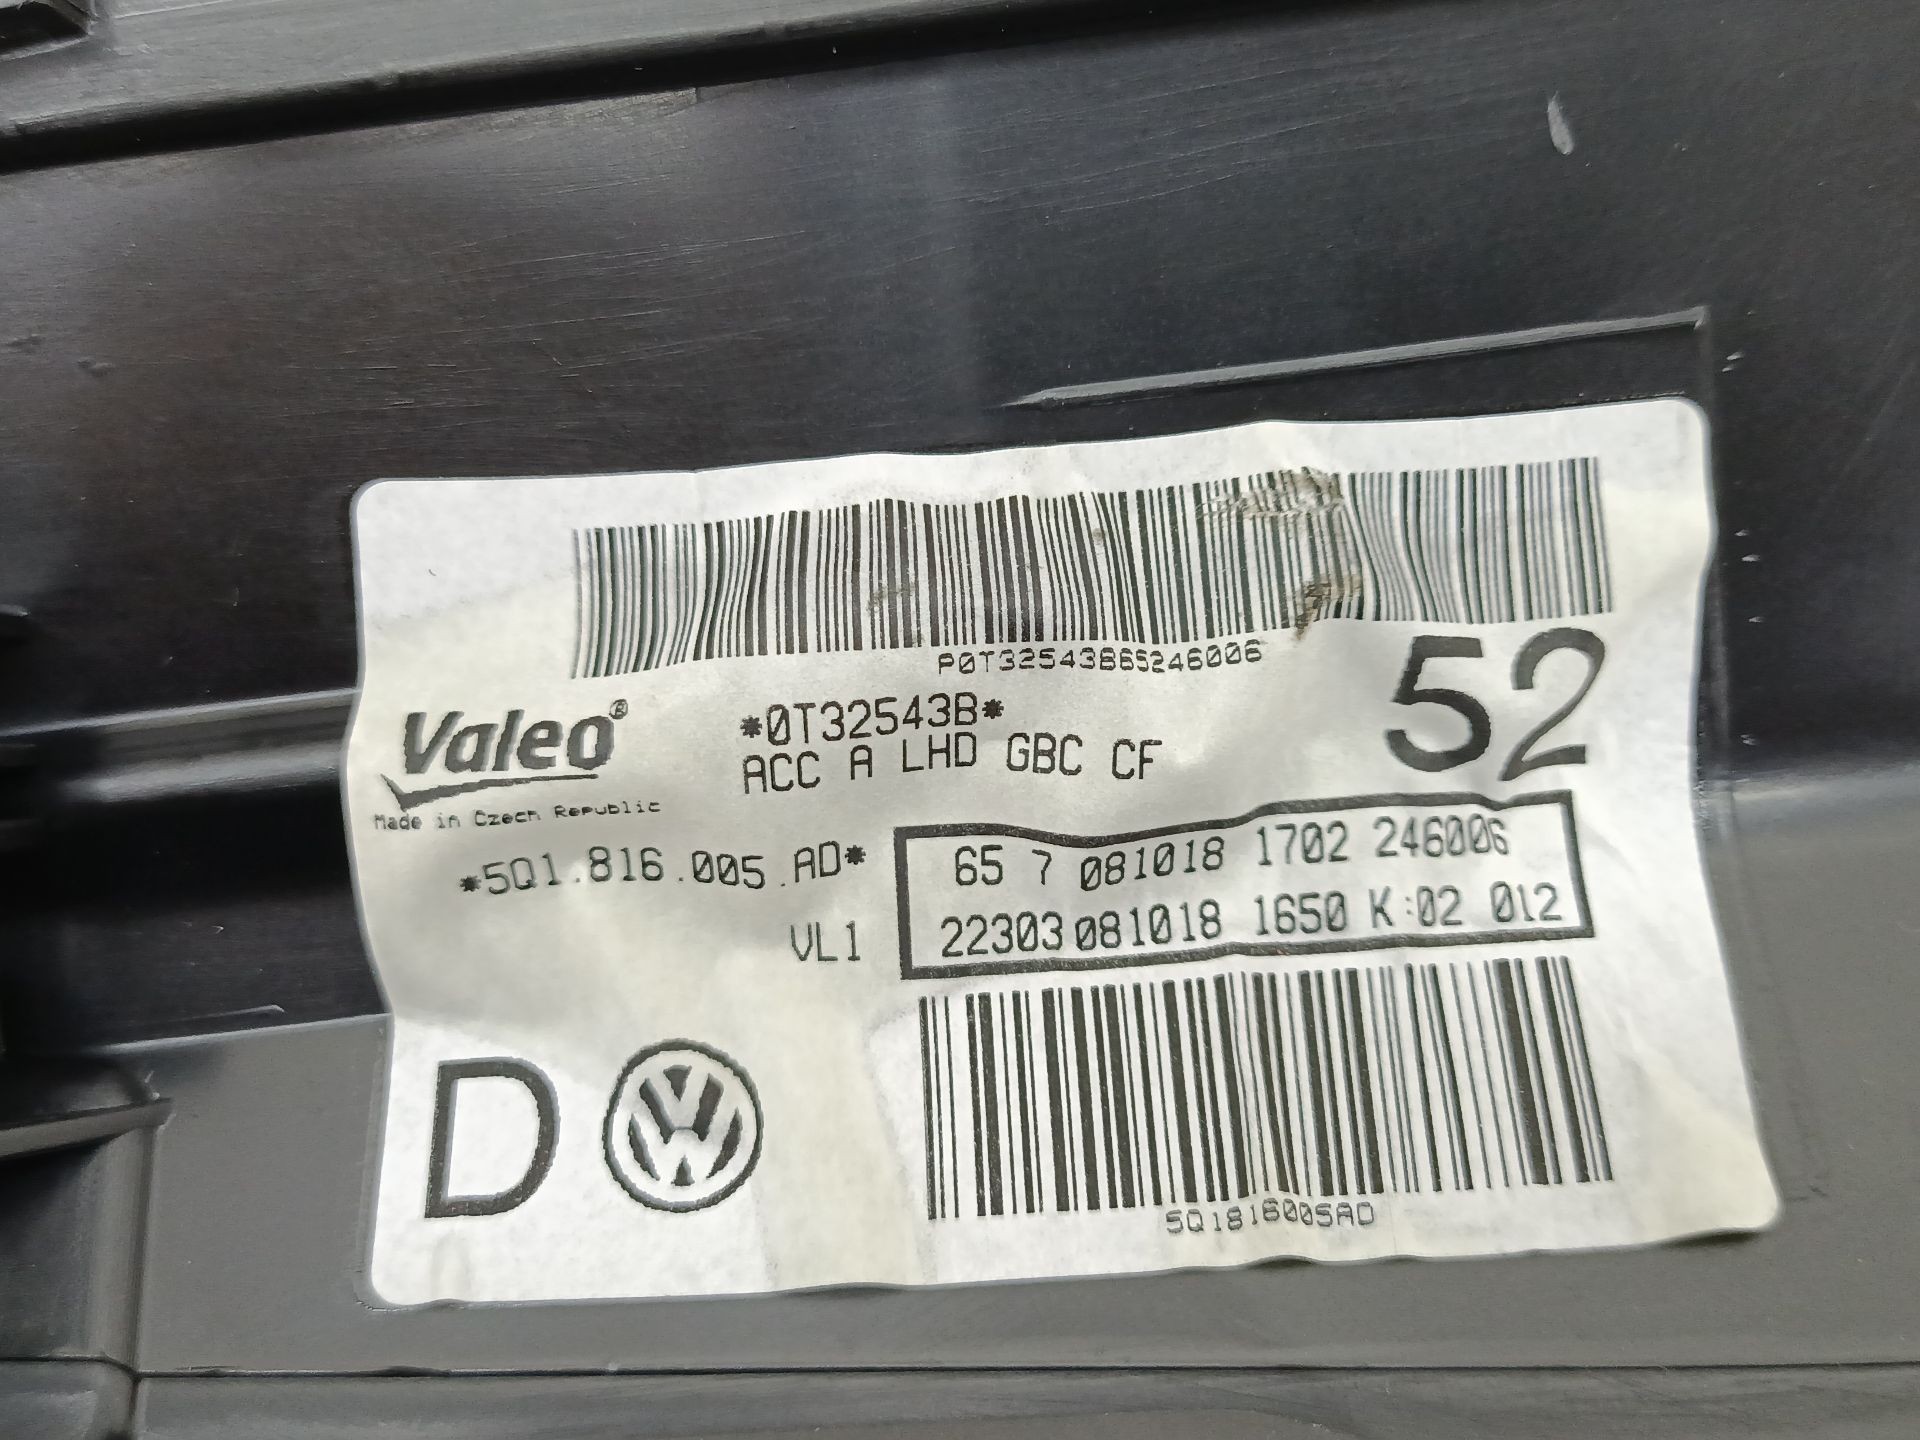 P0T32543B65246006
Valeo®
*0T32543B*
52
ACC A LHD GBC CF
Made in Czech Republic
*5Q1.816.005.AD*
65 7 081018 1702 246006
VL1
22303 081018 1650 K:02 012
D
5Q1816005AD